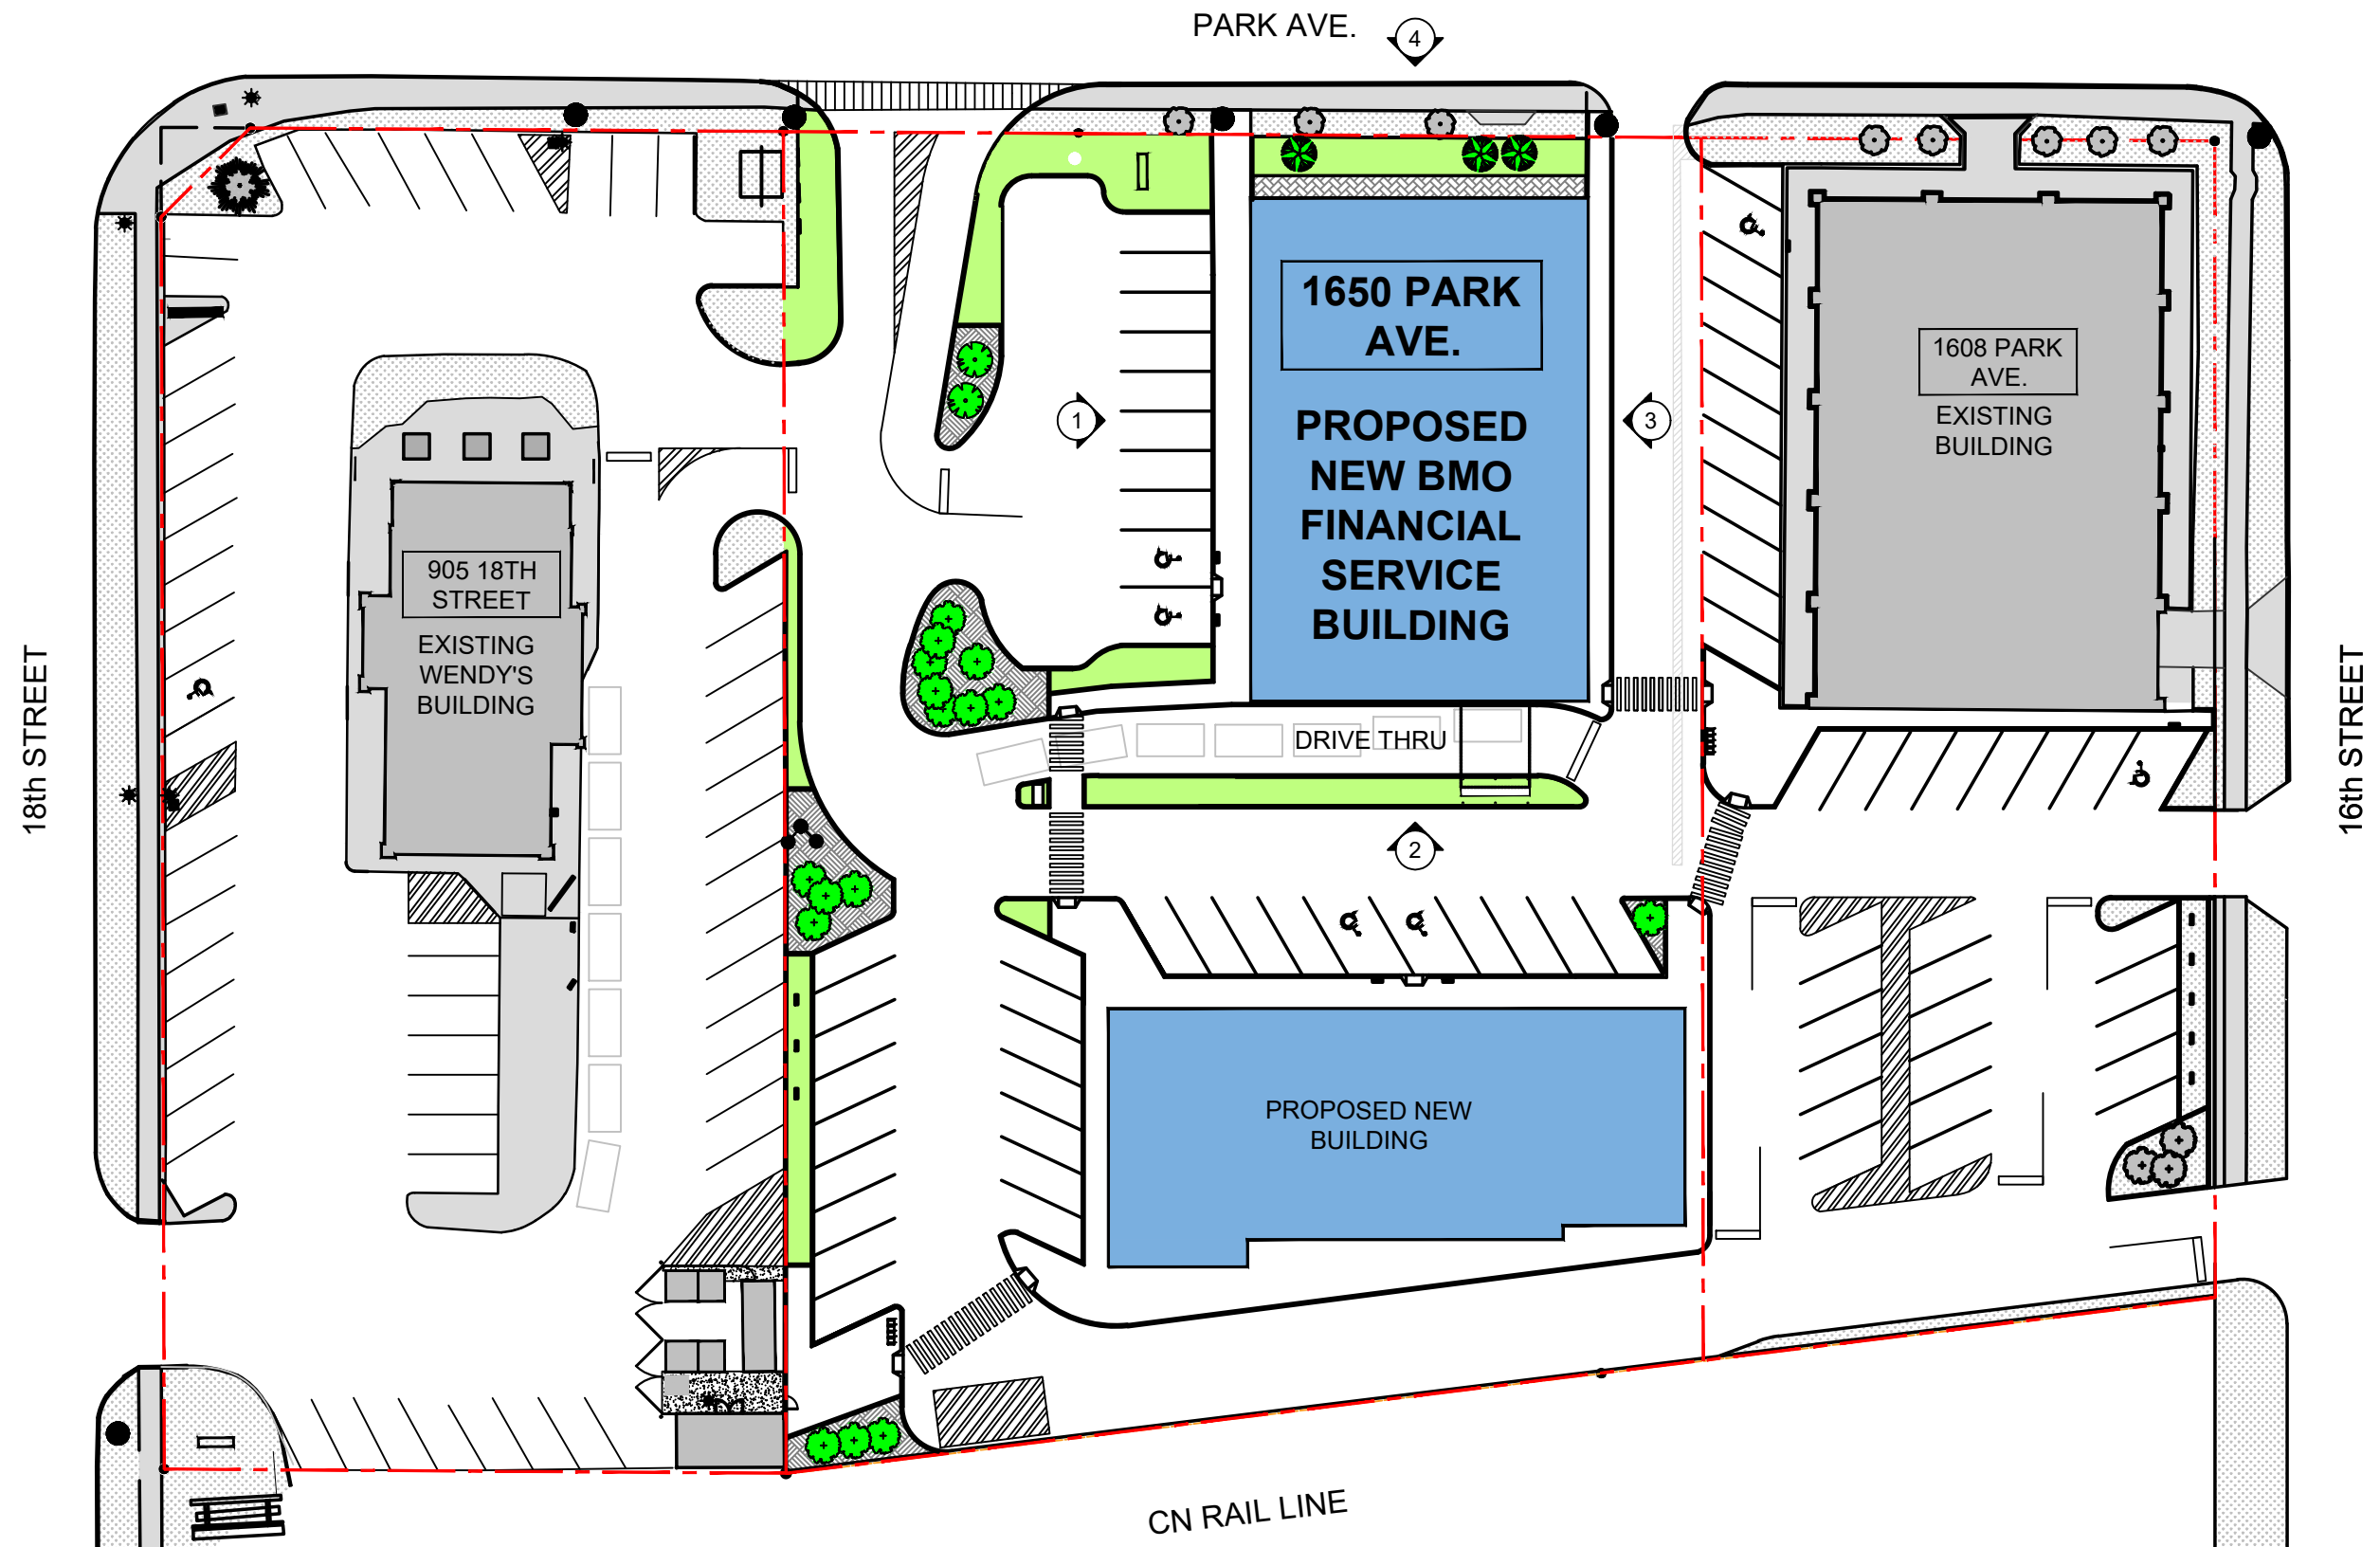 PARK AVE.
4
1650 PARK
AVE.
PROPOSED
NEW BMO
FINANCIAL
SERVICE
BUILDING
1608 PARK
AVE.
EXISTING
BUILDING
1
3
905 18TH
STREET
EXISTING
WENDY'S
BUILDING
18th STREET
16th STREET
DRIVE THRU
2
PROPOSED NEW
BUILDING
CN RAIL LINE